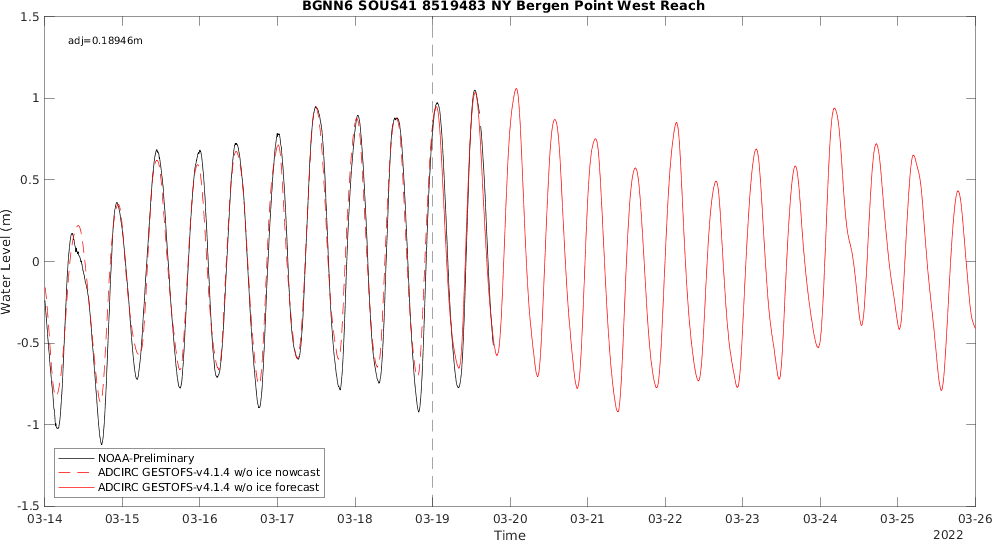 BGNN6 SOUS41 8519483 NY Bergen Point West Reach
adj=0.18946m
1.5
1
0.5
0
-0.5
-1
-1.5
Water Level (m)
NOAA-Preliminary
ADCIRC GESTOFS-v4.1.4 w/o ice nowcast
ADCIRC GESTOFS-v4.1.4 w/o ice forecast
03-14 03-15 03-16 03-17 03-18 03-19 03-20 03-21 03-22 03-23 03-24 03-25 03-26
Time
2022